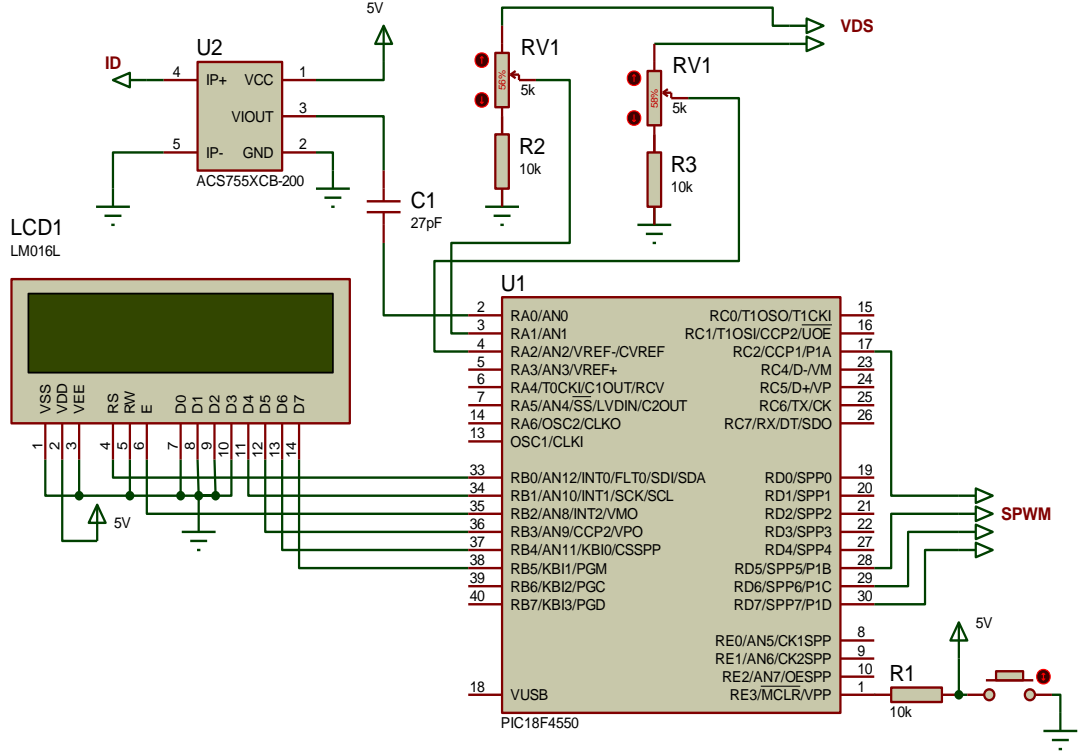 5V
VDS
U2
ID
4 IP+ VCC 1
VIOUT 3
5 IP- GND 2
ACS755XCB-200
RV1
56%
5k
RV1
58%
5k
R2
10k
R3
10k
C1
27pF
LCD1
LM016L
VSS VDD VEE RS RW E D0 D1 D2 D3 D4 D5 D6 D7
1 2 3 4 5 6 7 8 9 10 11 12 13 14
5V
U1
2 RA0/AN0 RC0/T1OSO/T1CKI 15
3 RA1/AN1 RC1/T1OSI/CCP2/UOE 16
4 RA2/AN2/VREF-/CVREF RC2/CCP1/P1A 17
5 RA3/AN3/VREF+ RC4/D-/VM 23
6 RA4/T0CKI/C1OUT/RCV RC5/D+/VP 24
7 RA5/AN4/SS/LVDIN/C2OUT RC6/TX/CK 25
14 RA6/OSC2/CLKO RC7/RX/DT/SDO 26
13 OSC1/CLKI
33 RB0/AN12/INT0/FLT0/SDI/SDA RD0/SPP0 19
34 RB1/AN10/INT1/SCK/SCL RD1/SPP1 20
35 RB2/AN8/INT2/VMO RD2/SPP2 21
36 RB3/AN9/CCP2/VPO RD3/SPP3 22
37 RB4/AN11/KBI0/CSSPP RD4/SPP4 27
38 RB5/KBI1/PGM RD5/SPP5/P1B 28
39 RB6/KBI2/PGC RD6/SPP6/P1C 29
40 RB7/KBI3/PGD RD7/SPP7/P1D 30
RE0/AN5/CK1SPP 8
RE1/AN6/CK2SPP 9
RE2/AN7/OESPP 10
18 VUSB RE3/MCLR/VPP 1
PIC18F4550
SPWM
5V
R1
10k